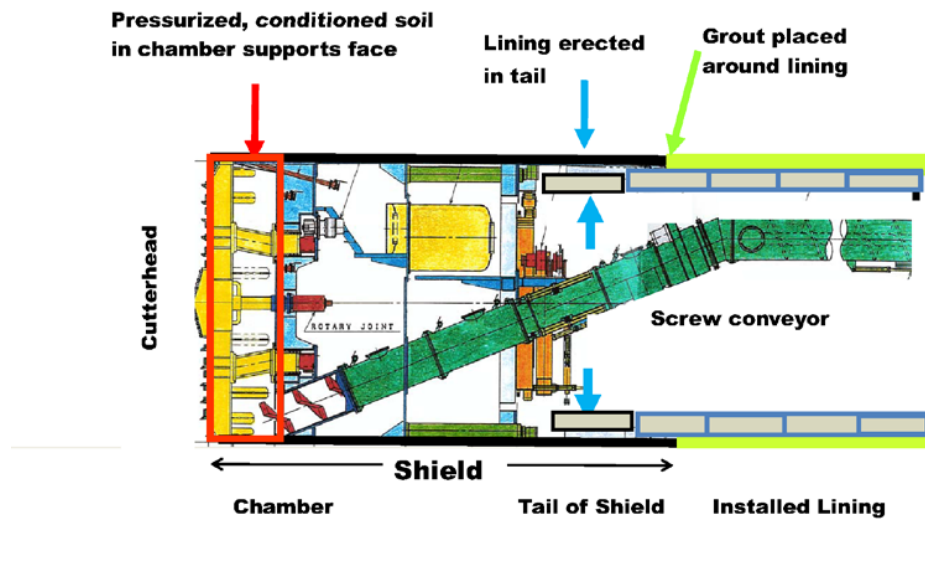 Pressurized, conditioned soil
in chamber supports face
Lining erected
in tail
Grout placed
around lining
Cutterhead
ROTARY JOINT
Screw conveyor
Shield
Chamber
Tail of Shield
Installed Lining